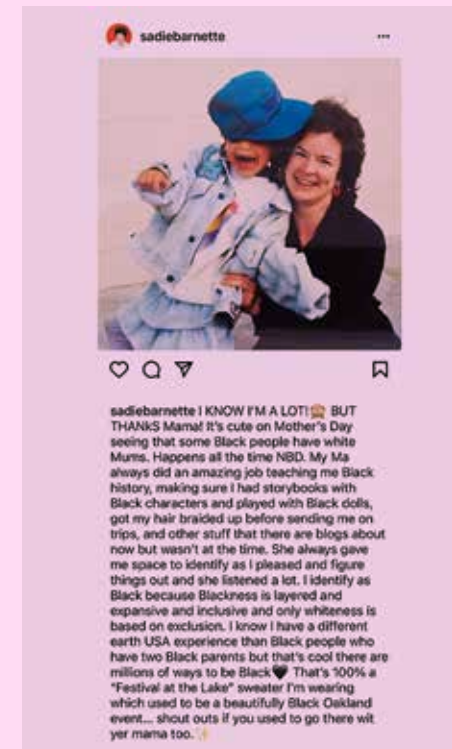 sadiebarnette
sadiebarnette I KNOW I'M A LOT!🙈 BUT
THANkS Mama! It's cute on Mother's Day
seeing that some Black people have white
Mums. Happens all the time NBD. My Ma
always did an amazing job teaching me Black
history, making sure I had storybooks with
Black characters and played with Black dolls,
got my hair braided up before sending me on
trips, and other stuff that there are blogs about
now but wasn't at the time. She always gave
me space to identify as I pleased and figure
things out and she listened a lot. I identify as
Black because Blackness is layered and
expansive and inclusive and only whiteness is
based on exclusion. I know I have a different
earth USA experience than Black people who
have two Black parents but that's cool there are
millions of ways to be Black🖤 That's 100% a
"Festival at the Lake" sweater I'm wearing
which used to be a beautifully Black Oakland
event... shout outs if you used to go there wit
yer mama too.✨